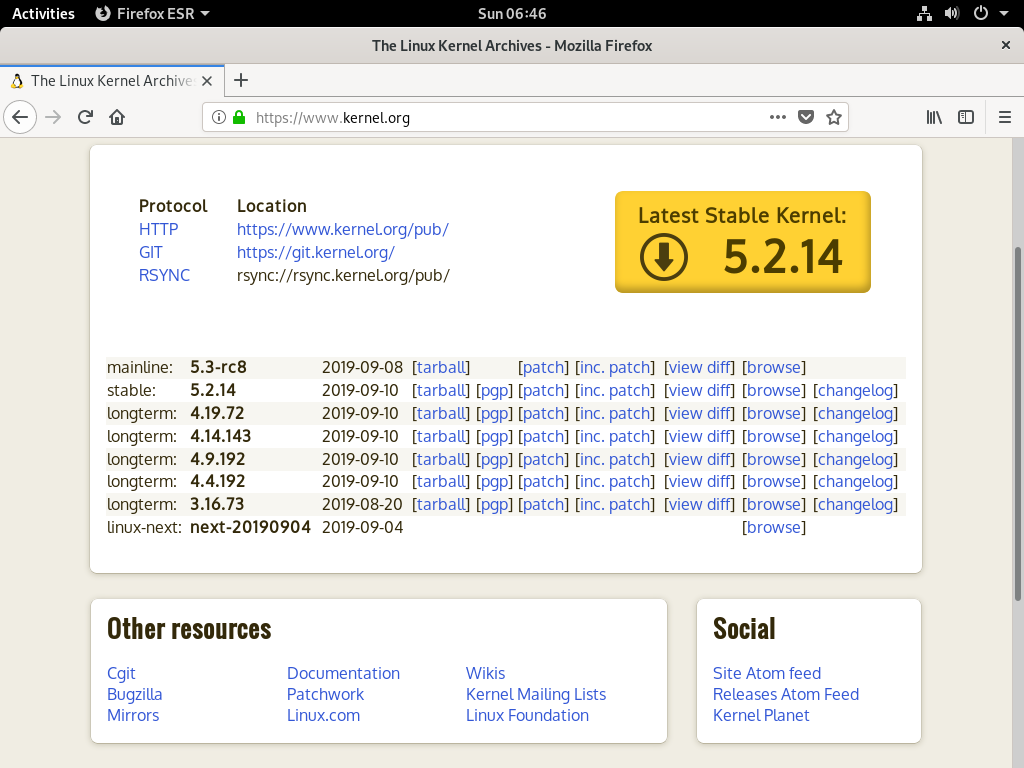 Activities Firefox ESR Sun 06:46
The Linux Kernel Archives - Mozilla Firefox
The Linux Kernel Archives
https://www.kernel.org
Protocol Location
HTTP https://www.kernel.org/pub/
GIT https://git.kernel.org/
RSYNC rsync://rsync.kernel.org/pub/
Latest Stable Kernel:
5.2.14
mainline: 5.3-rc8 2019-09-08 [tarball] [patch] [inc. patch] [view diff] [browse]
stable: 5.2.14 2019-09-10 [tarball] [pgp] [patch] [inc. patch] [view diff] [browse] [changelog]
longterm: 4.19.72 2019-09-10 [tarball] [pgp] [patch] [inc. patch] [view diff] [browse] [changelog]
longterm: 4.14.143 2019-09-10 [tarball] [pgp] [patch] [inc. patch] [view diff] [browse] [changelog]
longterm: 4.9.192 2019-09-10 [tarball] [pgp] [patch] [inc. patch] [view diff] [browse] [changelog]
longterm: 4.4.192 2019-09-10 [tarball] [pgp] [patch] [inc. patch] [view diff] [browse] [changelog]
longterm: 3.16.73 2019-08-20 [tarball] [pgp] [patch] [inc. patch] [view diff] [browse] [changelog]
linux-next: next-20190904 2019-09-04 [browse]
Other resources
Cgit Documentation Wikis
Bugzilla Patchwork Kernel Mailing Lists
Mirrors Linux.com Linux Foundation
Social
Site Atom feed
Releases Atom Feed
Kernel Planet